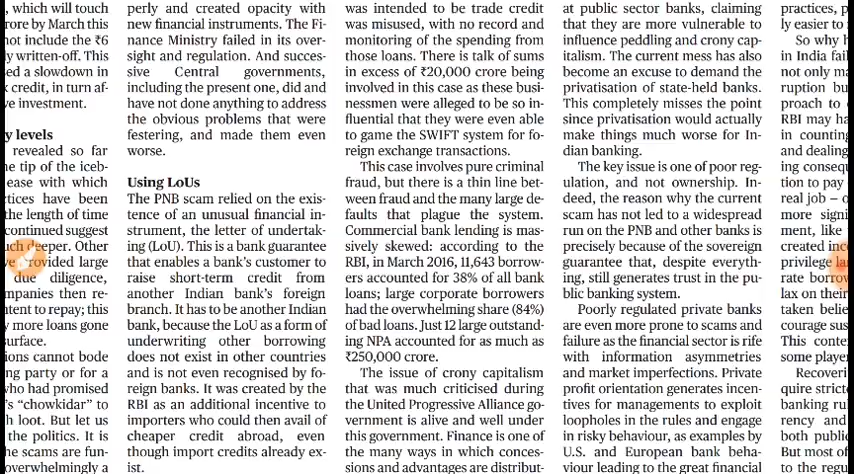 , which will touch
rore by March this
not include the ₹6
ly written-off. This
sed a slowdown in
credit, in turn af-
ve investment.
y levels
revealed so far
he tip of the iceb-
ease with which
ctices have been
the length of time
continued suggest
uch deeper. Other
ve provided large
due diligence,
mpanies then re-
ntent to repay; this
y more loans gone
surface.
ions cannot bode
ng party or for a
who had promised
's “chowkidar” to
h loot. But let us
the politics. It is
he scams are fun-
overwhelmingly a
perly and created opacity with
new financial instruments. The Fi-
nance Ministry failed in its over-
sight and regulation. And succes-
sive Central governments,
including the present one, did and
have not done anything to address
the obvious problems that were
festering, and made them even
worse.
Using LoUs
The PNB scam relied on the exis-
tence of an unusual financial in-
strument, the letter of undertak-
ing (LoU). This is a bank guarantee
that enables a bank’s customer to
raise short-term credit from
another Indian bank’s foreign
branch. It has to be another Indian
bank, because the LoU as a form of
underwriting other borrowing
does not exist in other countries
and is not even recognised by fo-
reign banks. It was created by the
RBI as an additional incentive to
importers who could then avail of
cheaper credit abroad, even
though import credits already ex-
ist.
was intended to be trade credit
was misused, with no record and
monitoring of the spending from
those loans. There is talk of sums
in excess of ₹20,000 crore being
involved in this case as these busi-
nessmen were alleged to be so in-
fluential that they were even able
to game the SWIFT system for fo-
reign exchange transactions.
This case involves pure criminal
fraud, but there is a thin line bet-
ween fraud and the many large de-
faults that plague the system.
Commercial bank lending is mas-
sively skewed: according to the
RBI, in March 2016, 11,643 borrow-
ers accounted for 38% of all bank
loans; large corporate borrowers
had the overwhelming share (84%)
of bad loans. Just 12 large outstand-
ing NPA accounted for as much as
₹250,000 crore.
The issue of crony capitalism
that was much criticised during
the United Progressive Alliance go-
vernment is alive and well under
this government. Finance is one of
the many ways in which conces-
sions and advantages are distribut-
at public sector banks, claiming
that they are more vulnerable to
influence peddling and crony cap-
italism. The current mess has also
become an excuse to demand the
privatisation of state-held banks.
This completely misses the point
since privatisation would actually
make things much worse for In-
dian banking.
The key issue is one of poor reg-
ulation, and not ownership. In-
deed, the reason why the current
scam has not led to a widespread
run on the PNB and other banks is
precisely because of the sovereign
guarantee that, despite everyth-
ing, still generates trust in the pu-
blic banking system.
Poorly regulated private banks
are even more prone to scams and
failure as the financial sector is rife
with information asymmetries
and market imperfections. Private
profit orientation generates incen-
tives for managements to exploit
loopholes in the rules and engage
in risky behaviour, as examples by
U.S. and European bank beha-
viour leading to the great financial
practices, p
ly easier to
So why h
in India fail
not only ma
ruption bu
proach to
RBI may ha
in counting
and dealing
ing consequ
tion to pay
real job – o
more signi
ment, like
created inc
privilege la
rate borrow
lax on their
taken belie
courage sus
This conte
some player
Recoveri
quire strict
banking rul
rency and
both public
But most of
of the regul